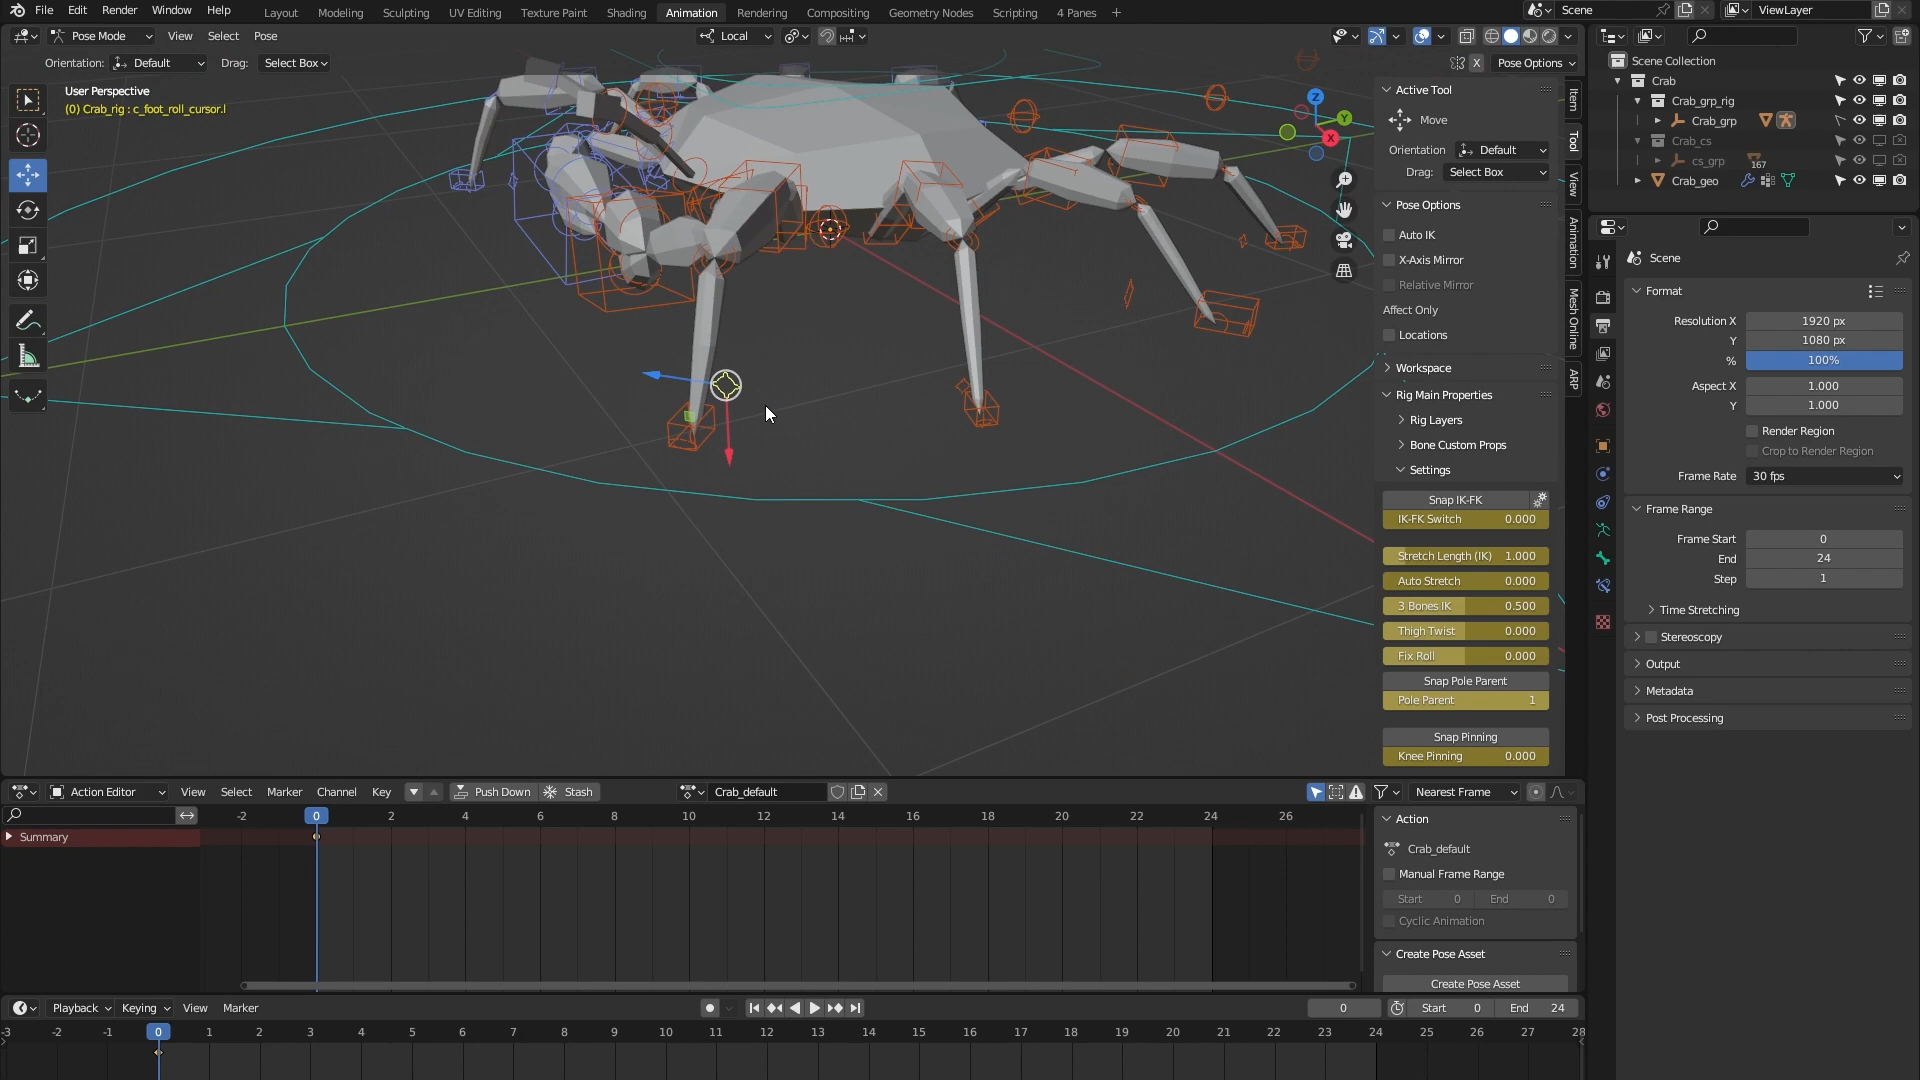 File Edit Render Window Help Layout Modeling Sculpting UV Editing Texture Paint Shading Animation Rendering Compositing Geometry Nodes Scripting 4 Panes + Scene ViewLayer
Pose Mode View Select Pose Local
Orientation: Default Drag: Select Box X Pose Options
User Perspective
(0) Crab_rig : c_foot_roll_cursor.l
Z
Y
X
Active Tool
Move
Orientation Default
Drag: Select Box
Pose Options
Auto IK
X-Axis Mirror
Relative Mirror
Affect Only
Locations
Workspace
Rig Main Properties
Rig Layers
Bone Custom Props
Settings
Snap IK-FK
IK-FK Switch 0.000
Stretch Length (IK) 1.000
Auto Stretch 0.000
3 Bones IK 0.500
Thigh Twist 0.000
Fix Roll 0.000
Snap Pole Parent
Pole Parent 1
Snap Pinning
Knee Pinning 0.000
Item
Tool
View
Animation
Mesh Online
ARP
Scene Collection
Crab
Crab_grp_rig
Crab_grp
Crab_cs
cs_grp 167
Crab_geo
Scene
Format
Resolution X 1920 px
Y 1080 px
% 100%
Aspect X 1.000
Y 1.000
Render Region
Crop to Render Region
Frame Rate 30 fps
Frame Range
Frame Start 0
End 24
Step 1
Time Stretching
Stereoscopy
Output
Metadata
Post Processing
Action Editor View Select Marker Channel Key Push Down Stash Crab_default Nearest Frame
-2 0 2 4 6 8 10 12 14 16 18 20 22 24 26
Summary
Action
Crab_default
Manual Frame Range
Start 0 End 0
Cyclic Animation
Create Pose Asset
Create Pose Asset
Playback Keying View Marker 0 Start 0 End 24
-3 -2 -1 0 1 2 3 4 5 6 7 8 9 10 11 12 13 14 15 16 17 18 19 20 21 22 23 24 25 26 27 28